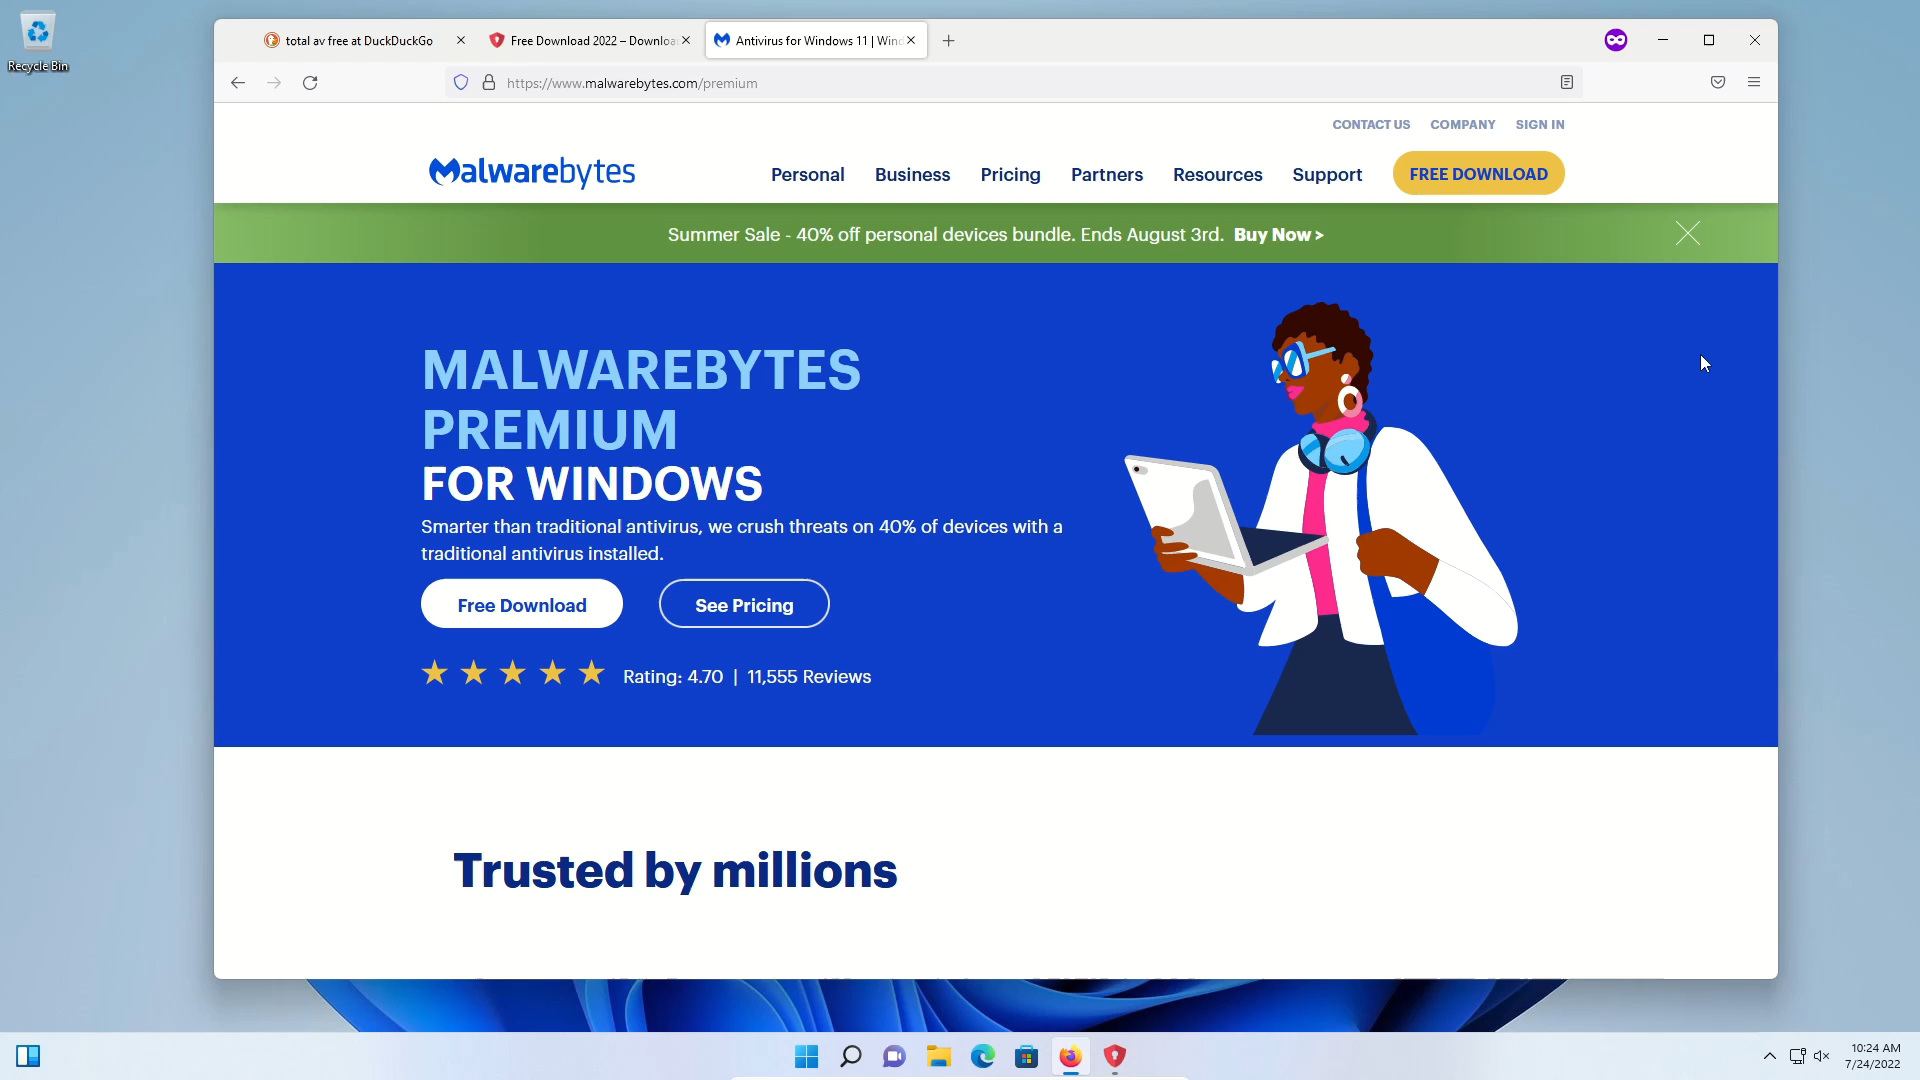 Recycle Bin
total av free at DuckDuckGo
Free Download 2022 – Downloa
Antivirus for Windows 11 | Wind
https://www.malwarebytes.com/premium
CONTACT US COMPANY SIGN IN
Malwarebytes
Personal Business Pricing Partners Resources Support FREE DOWNLOAD
Summer Sale - 40% off personal devices bundle. Ends August 3rd. Buy Now >
MALWAREBYTES
PREMIUM
FOR WINDOWS
Smarter than traditional antivirus, we crush threats on 40% of devices with a
traditional antivirus installed.
Free Download See Pricing
Rating: 4.70 | 11,555 Reviews
Trusted by millions
10:24 AM
7/24/2022